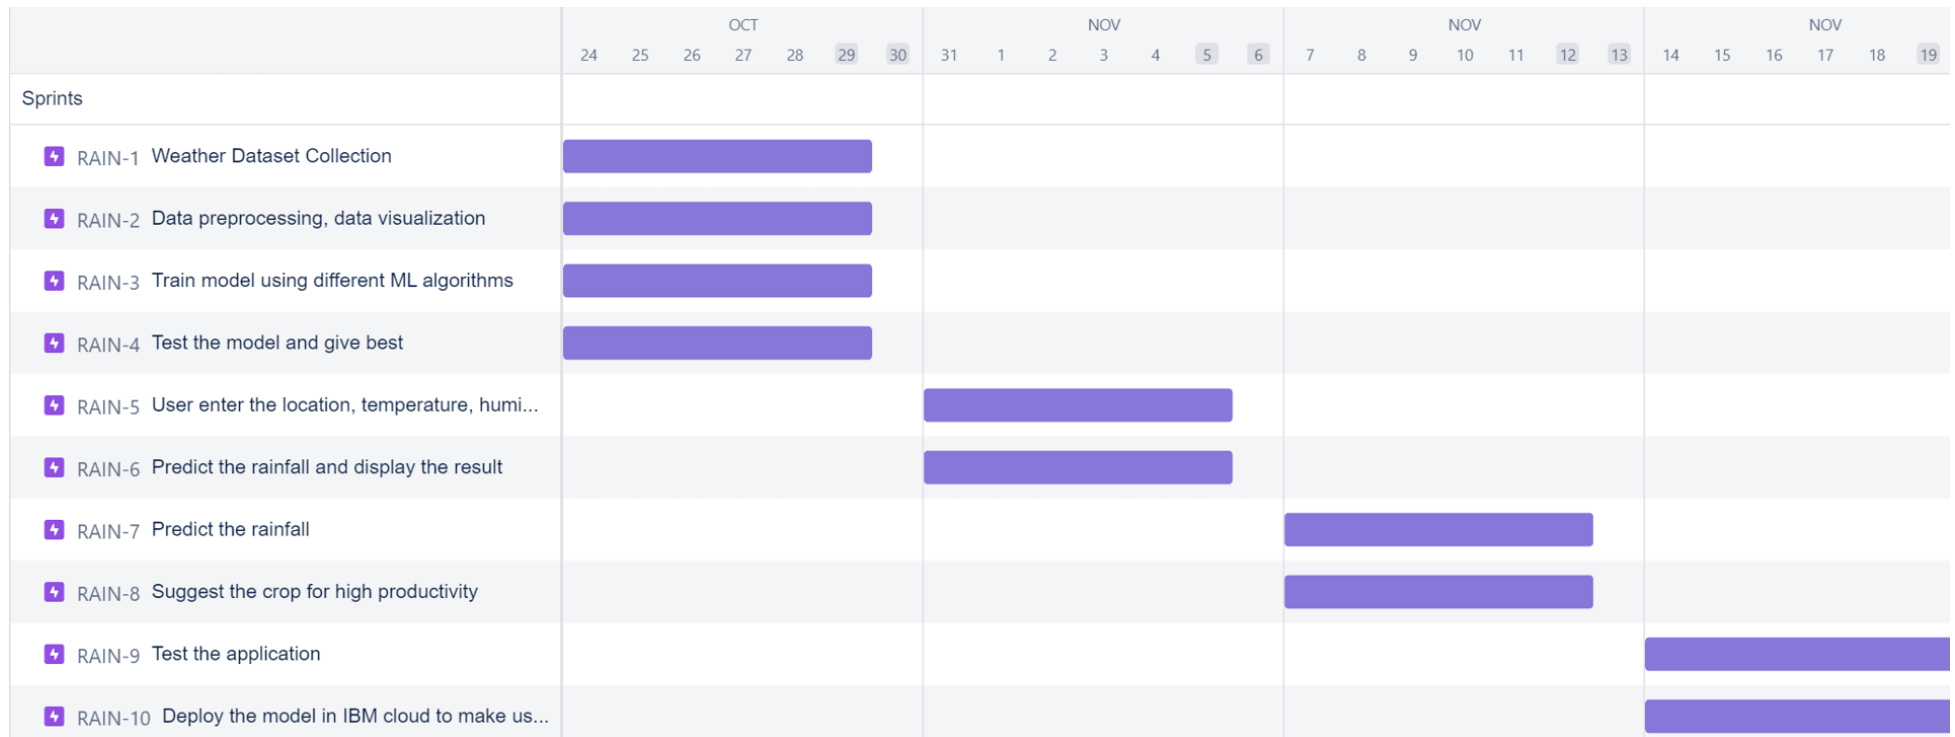 OCT NOV NOV NOV
24 25 26 27 28 29 30 31 1 2 3 4 5 6 7 8 9 10 11 12 13 14 15 16 17 18 19
Sprints
RAIN-1 Weather Dataset Collection
RAIN-2 Data preprocessing, data visualization
RAIN-3 Train model using different ML algorithms
RAIN-4 Test the model and give best
RAIN-5 User enter the location, temperature, humi...
RAIN-6 Predict the rainfall and display the result
RAIN-7 Predict the rainfall
RAIN-8 Suggest the crop for high productivity
RAIN-9 Test the application
RAIN-10 Deploy the model in IBM cloud to make us...